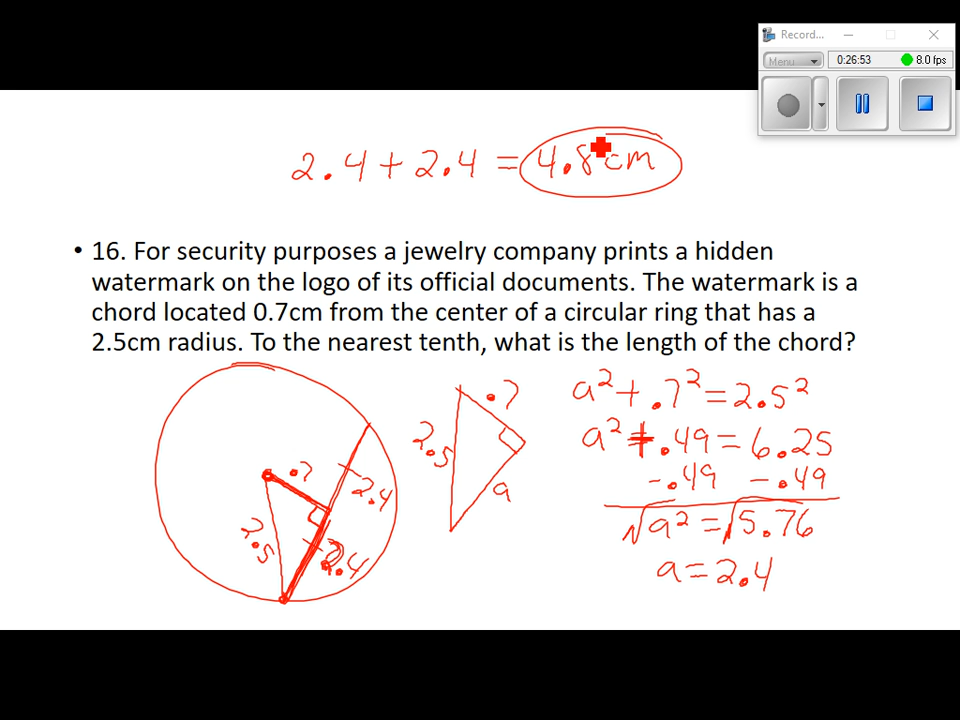 Record...
Menu
0:26:53
8.0 fps
2.4 + 2.4 = 4.8cm
• 16. For security purposes a jewelry company prints a hidden
watermark on the logo of its official documents. The watermark is a
chord located 0.7cm from the center of a circular ring that has a
2.5cm radius. To the nearest tenth, what is the length of the chord?
.7
2.4
2.5
2.4
.7
2.5
a
a² + .7² = 2.5²
a² + .49 = 6.25
-.49 -.49
√a² = √5.76
a = 2.4